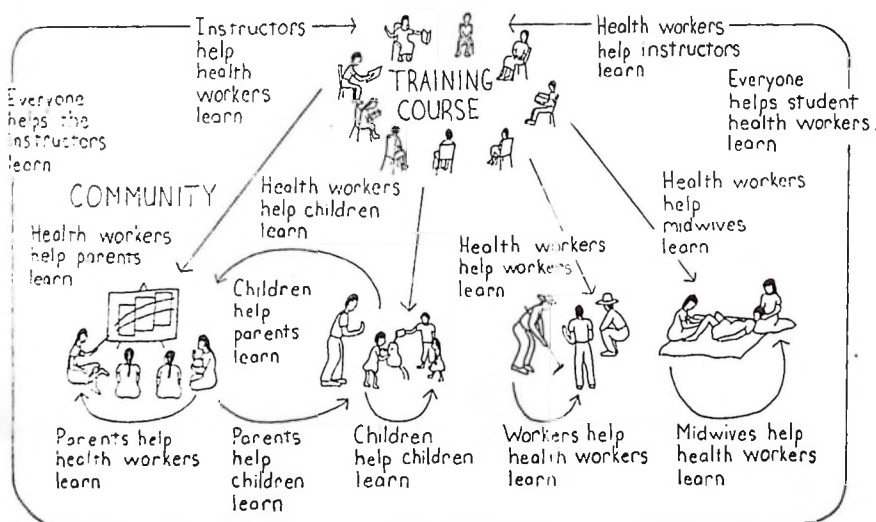 Instructors
help
health
workers
learn
TRAINING
COURSE
Health workers
help instructors
learn
Everyone
helps the
instructors
learn
Everyone
helps student
health workers
learn
COMMUNITY
Health workers
help children
learn
Health workers
help
midwives
learn
Health workers
help parents
learn
Health workers
help workers
learn
Children
help
parents
learn
Parents help
health workers
learn
Parents
help
children
learn
Children
help children
learn
Workers help
health workers
learn
Midwives help
health workers
learn